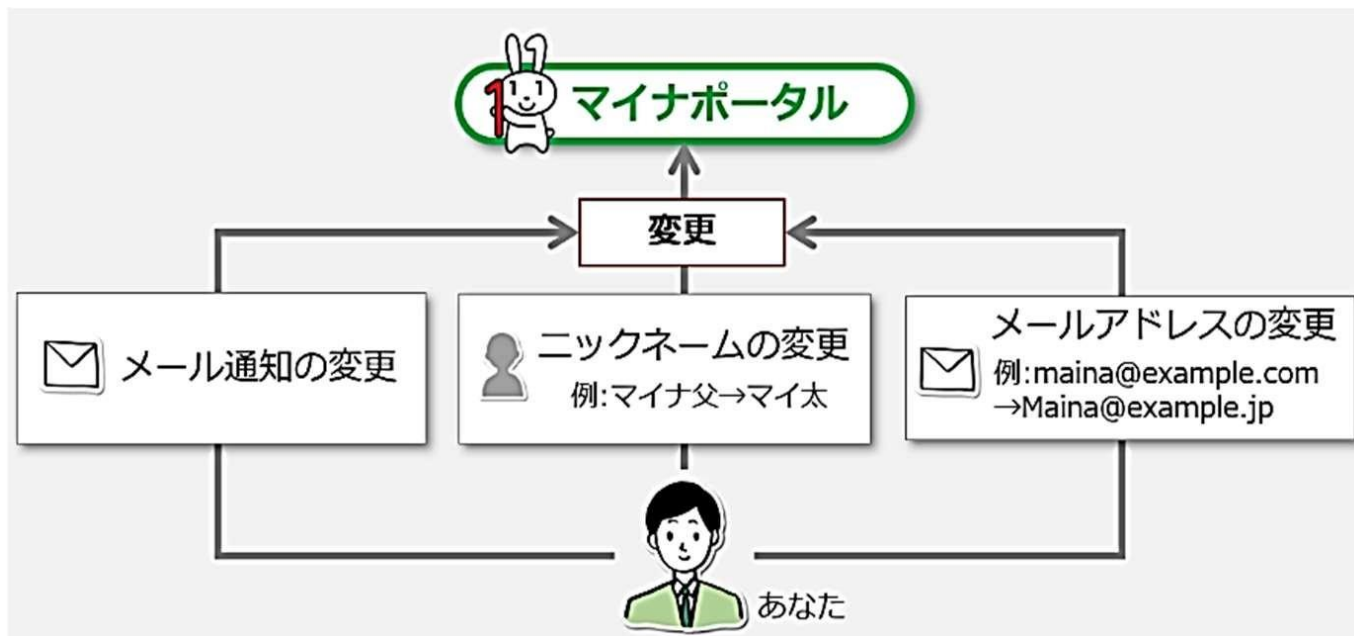 マイナポータル
変更
メール通知の変更
ニックネームの変更
例:マイナ父→マイ太
メールアドレスの変更
例:maina@example.com
→Maina@example.jp
あなた